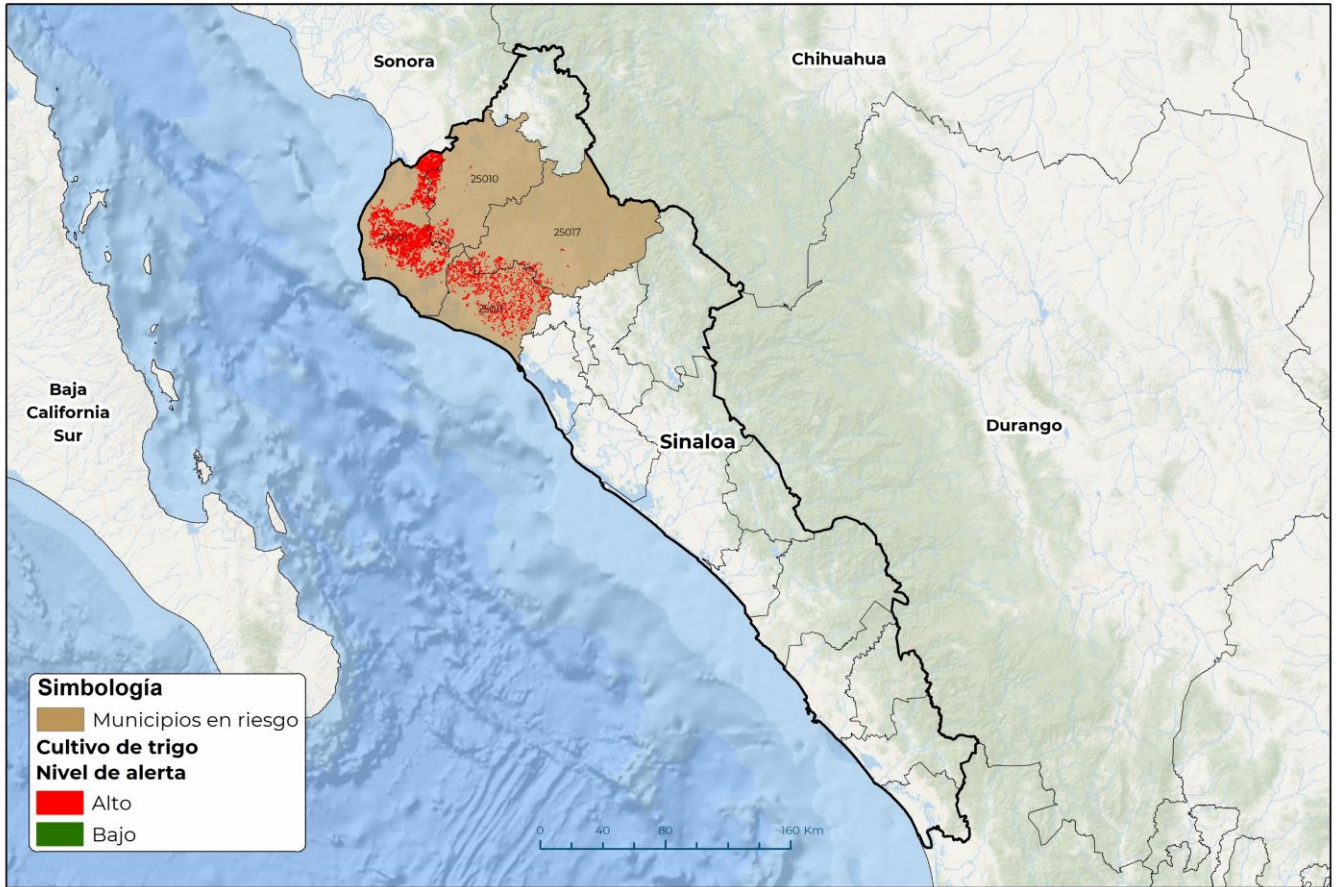 Sonora
Chihuahua
25010
25017
Baja
California
Sur
Sinaloa
Durango
Simbología
Municipios en riesgo
Cultivo de trigo
Nivel de alerta
Alto
Bajo
0 40 80 160 Km